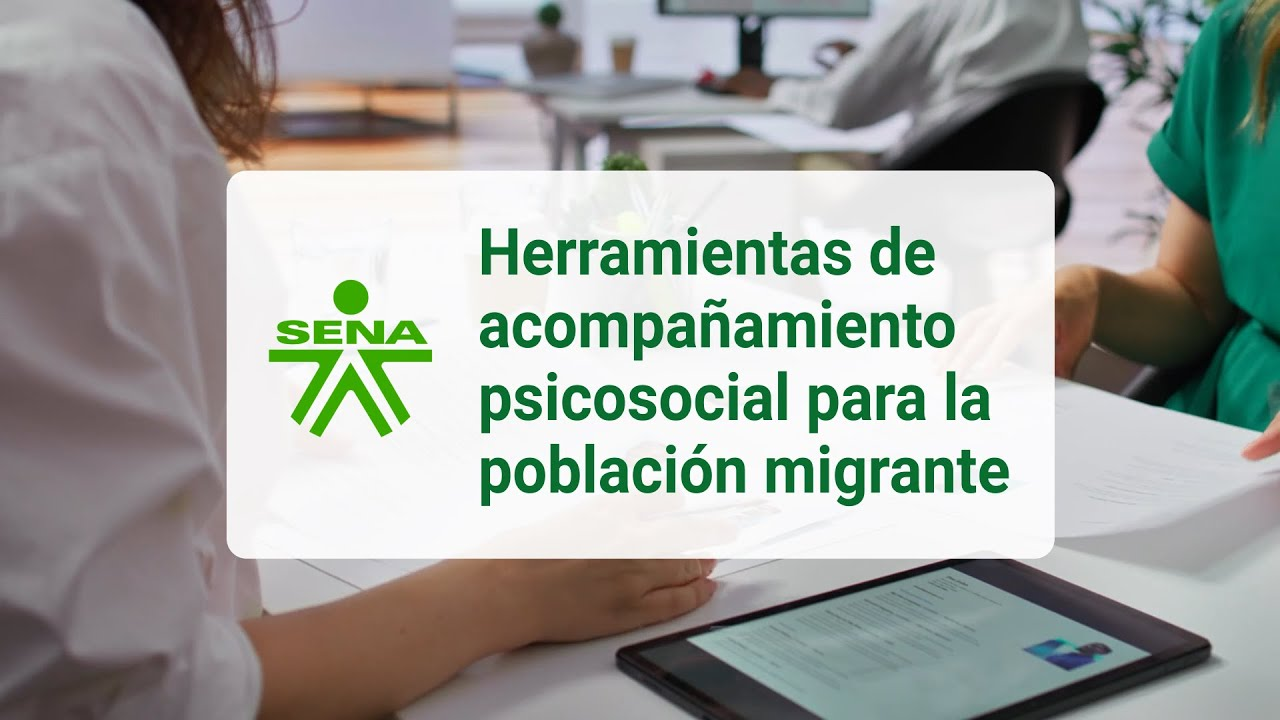 SENA
Herramientas de
acompañamiento
psicosocial para la
población migrante